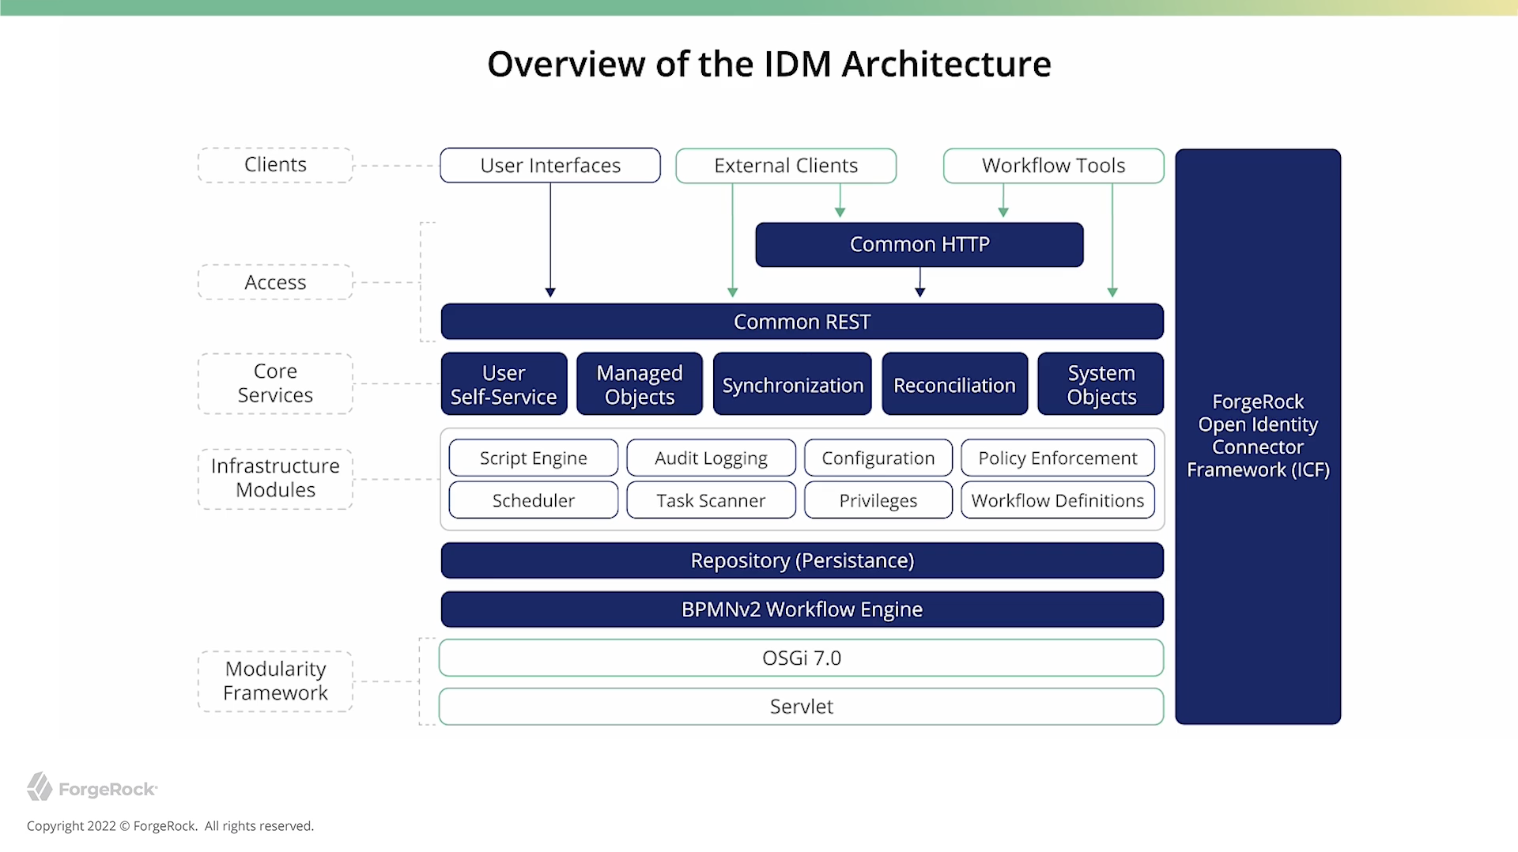 Overview of the IDM Architecture
Clients
User Interfaces
External Clients
Workflow Tools
Common HTTP
Access
Common REST
Core
Services
User
Self-Service
Managed
Objects
Synchronization
Reconciliation
System
Objects
ForgeRock
Open Identity
Connector
Framework (ICF)
Infrastructure
Modules
Script Engine
Audit Logging
Configuration
Policy Enforcement
Scheduler
Task Scanner
Privileges
Workflow Definitions
Repository (Persistance)
BPMNv2 Workflow Engine
Modularity
Framework
OSGi 7.0
Servlet
ForgeRock
Copyright 2022 © ForgeRock. All rights reserved.